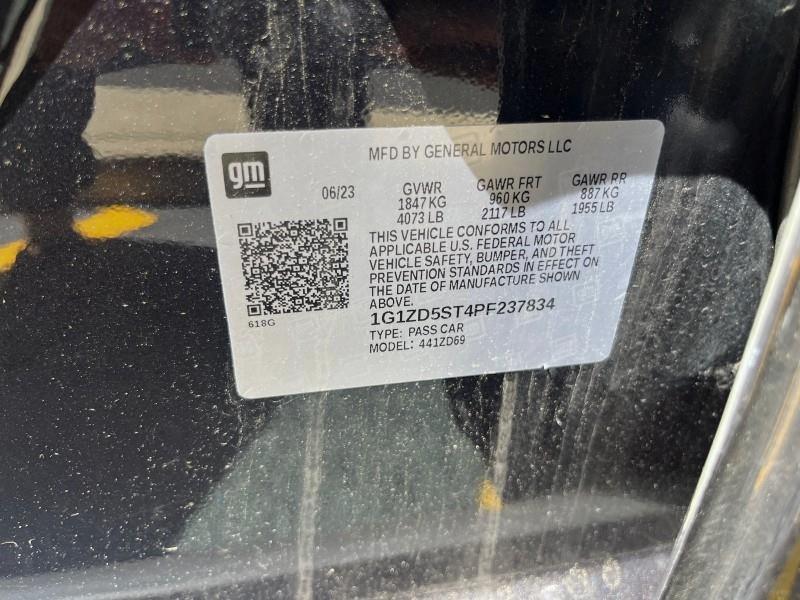 gm
MFD BY GENERAL MOTORS LLC
06/23 GVWR GAWR FRT GAWR RR
1847 KG 960 KG 887 KG
4073 LB 2117 LB 1955 LB
THIS VEHICLE CONFORMS TO ALL
APPLICABLE U.S. FEDERAL MOTOR
VEHICLE SAFETY, BUMPER, AND THEFT
PREVENTION STANDARDS IN EFFECT ON
THE DATE OF MANUFACTURE SHOWN
ABOVE.
1G1ZD5ST4PF237834
TYPE: PASS CAR
MODEL: 441ZD69
618G